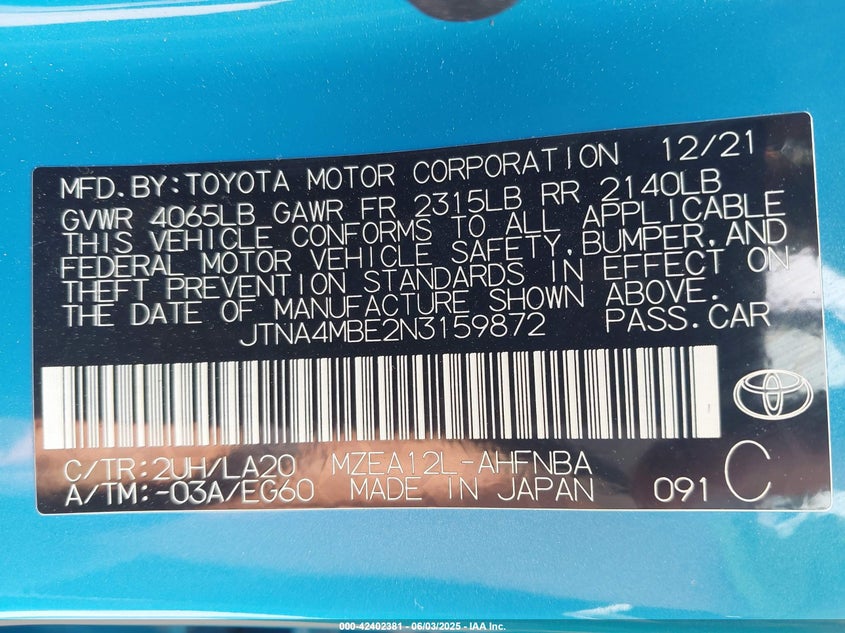 MFD.BY:TOYOTA MOTOR CORPORATION 12/21
GVWR 4065LB GAWR FR 2315LB RR 2140LB
THIS VEHICLE CONFORMS TO ALL APPLICABLE
FEDERAL MOTOR VEHICLE SAFETY,BUMPER,AND
THEFT PREVENTION STANDARDS IN EFFECT ON
THE DATE OF MANUFACTURE SHOWN ABOVE.
JTNA4MBE2N3159872 PASS.CAR
C/TR:2UH/LA20 MZEA12L-AHFNBA
A/TM:-03A/EG60 MADE IN JAPAN 091 C
000-42402381 - 06/03/2025 - IAA Inc.